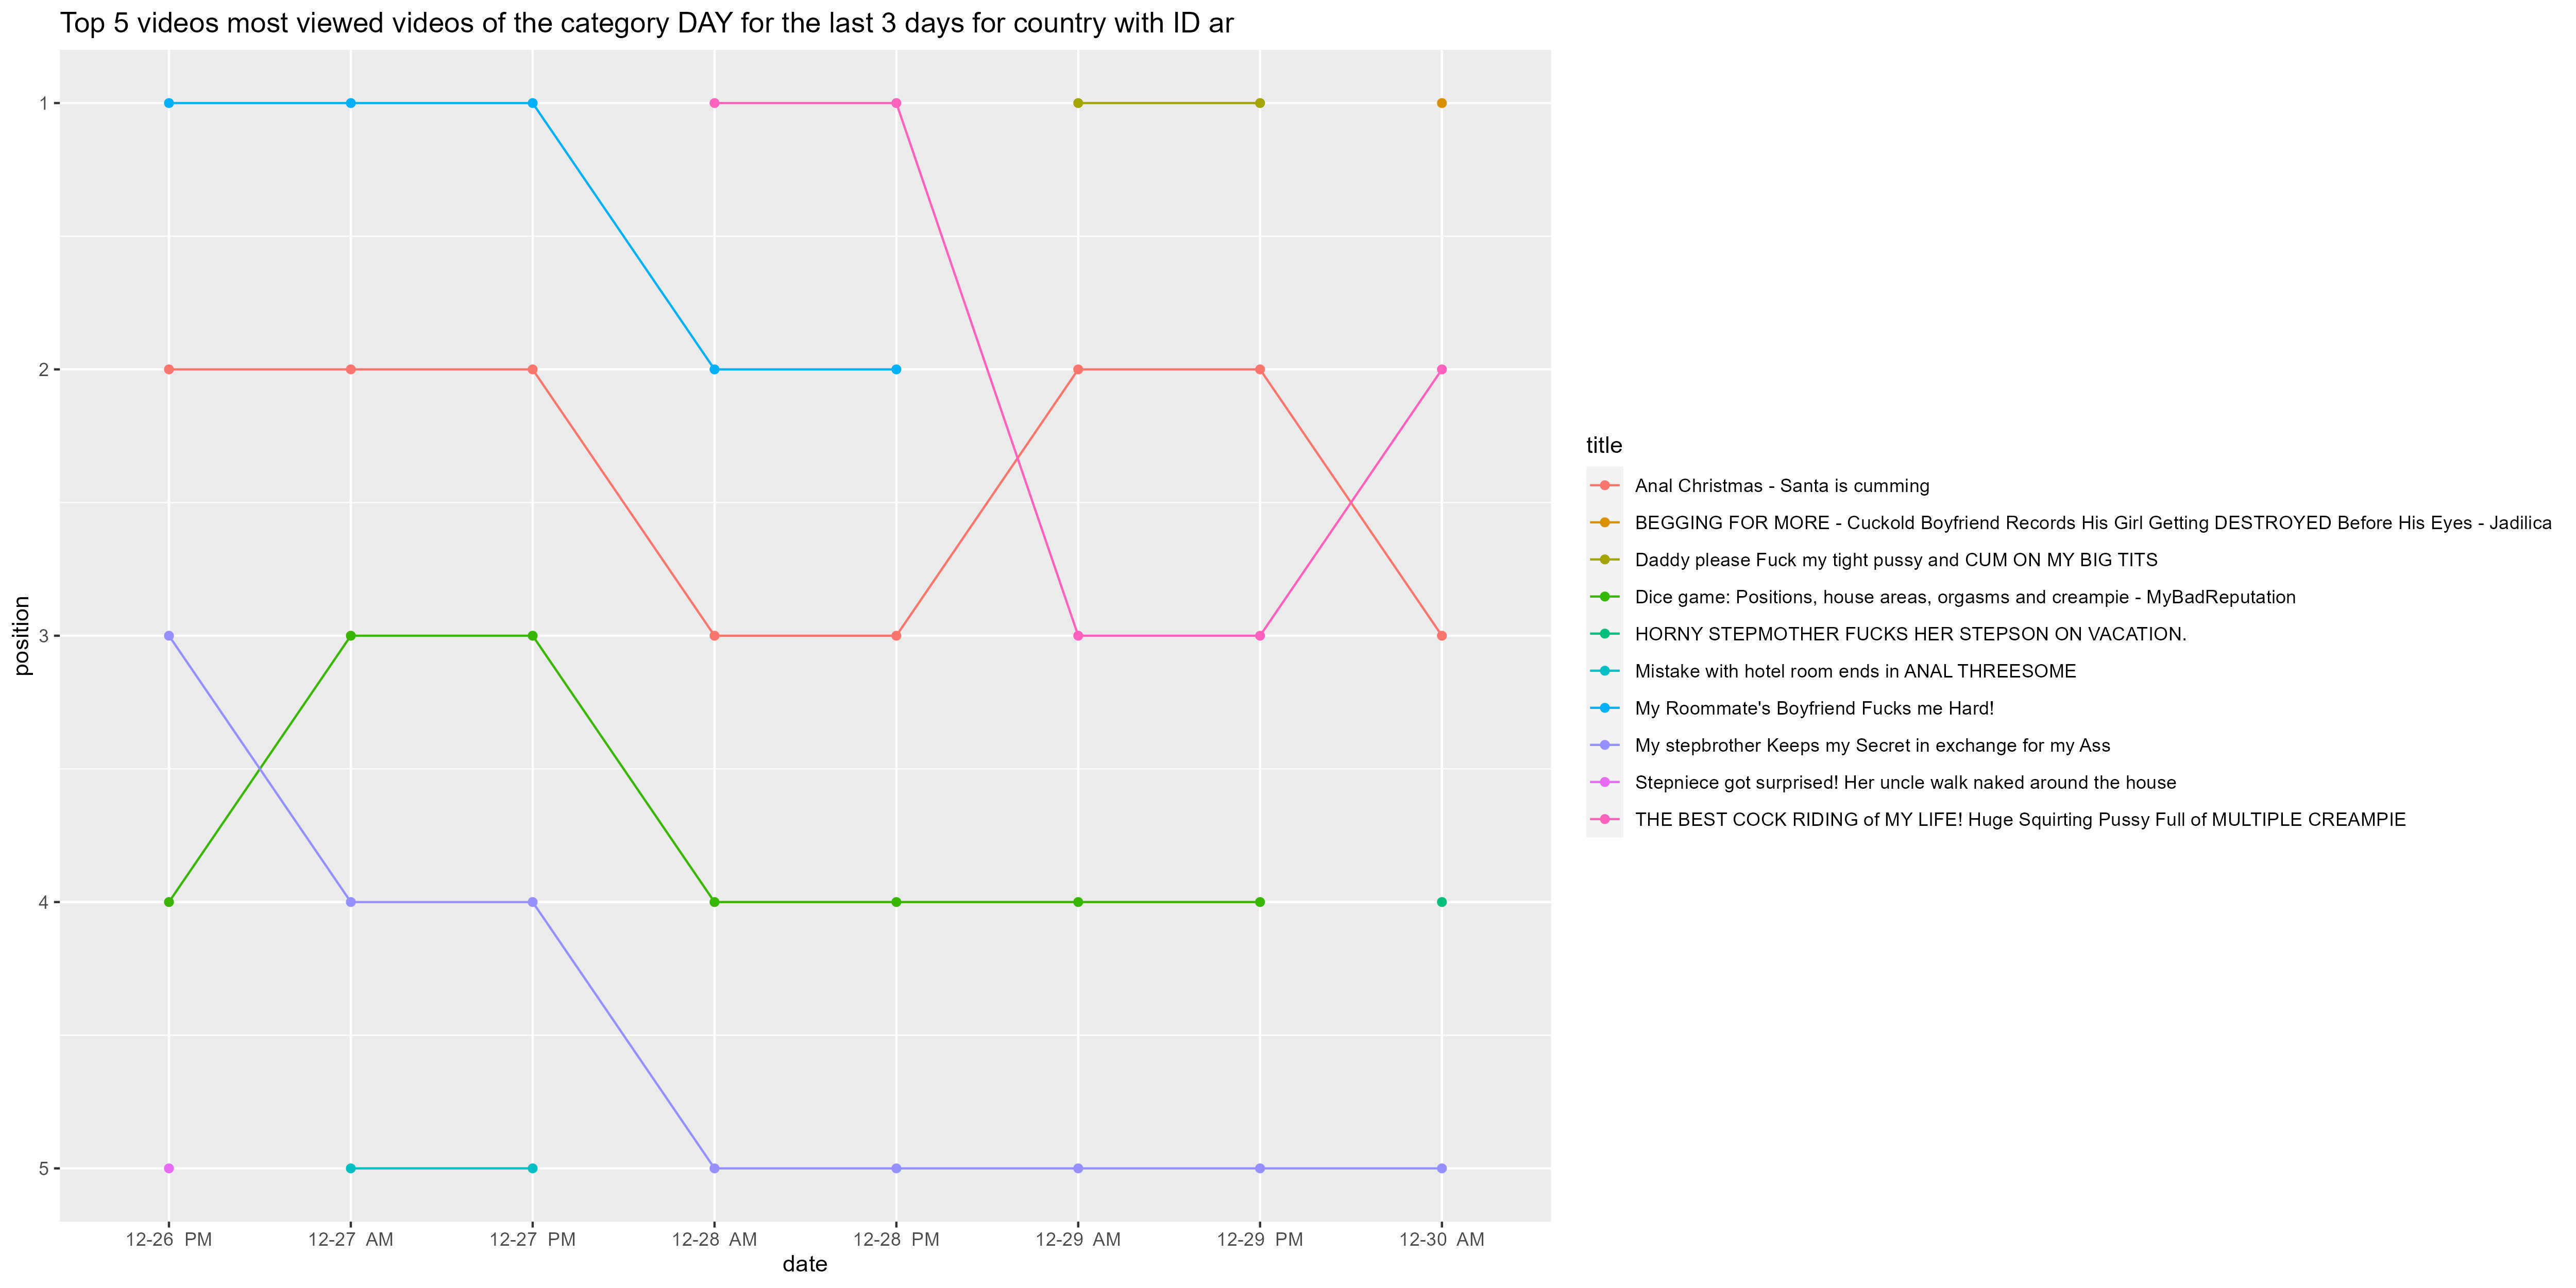 Top 5 videos most viewed videos of the category DAY for the last 3 days for country with ID ar
1
2
3
4
5
position
12-26 PM
12-27 AM
12-27 PM
12-28 AM
12-28 PM
12-29 AM
12-29 PM
12-30 AM
date
title
Anal Christmas - Santa is cumming
BEGGING FOR MORE - Cuckold Boyfriend Records His Girl Getting DESTROYED Before His Eyes - Jadilica
Daddy please Fuck my tight pussy and CUM ON MY BIG TITS
Dice game: Positions, house areas, orgasms and creampie - MyBadReputation
HORNY STEPMOTHER FUCKS HER STEPSON ON VACATION.
Mistake with hotel room ends in ANAL THREESOME
My Roommate's Boyfriend Fucks me Hard!
My stepbrother Keeps my Secret in exchange for my Ass
Stepniece got surprised! Her uncle walk naked around the house
THE BEST COCK RIDING of MY LIFE! Huge Squirting Pussy Full of MULTIPLE CREAMPIE